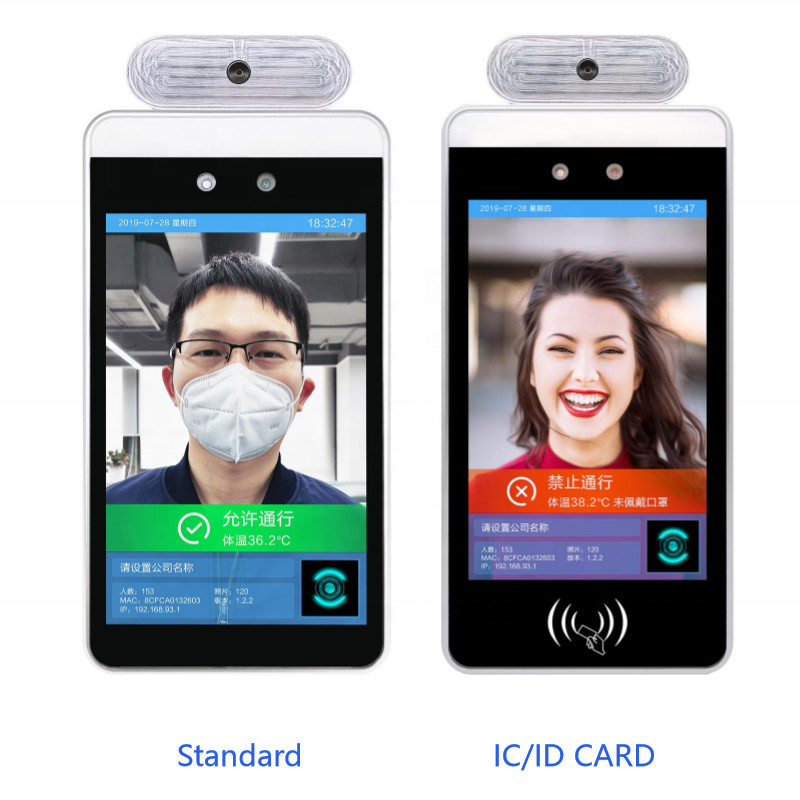 2019-07-28 星期四
18:32:47
允许通行
体温36.2℃
请设置公司名称
人数：153
照片：120
MAC：8CFCA0132603
版本：1.2.2
IP：192.168.93.1
Standard
2019-07-28 星期四
18:32:47
禁止通行
体温38.2℃ 未佩戴口罩
请设置公司名称
人数：153
照片：120
MAC：8CFCA0132603
版本：1.2.2
IP：192.168.93.1
IC/ID CARD